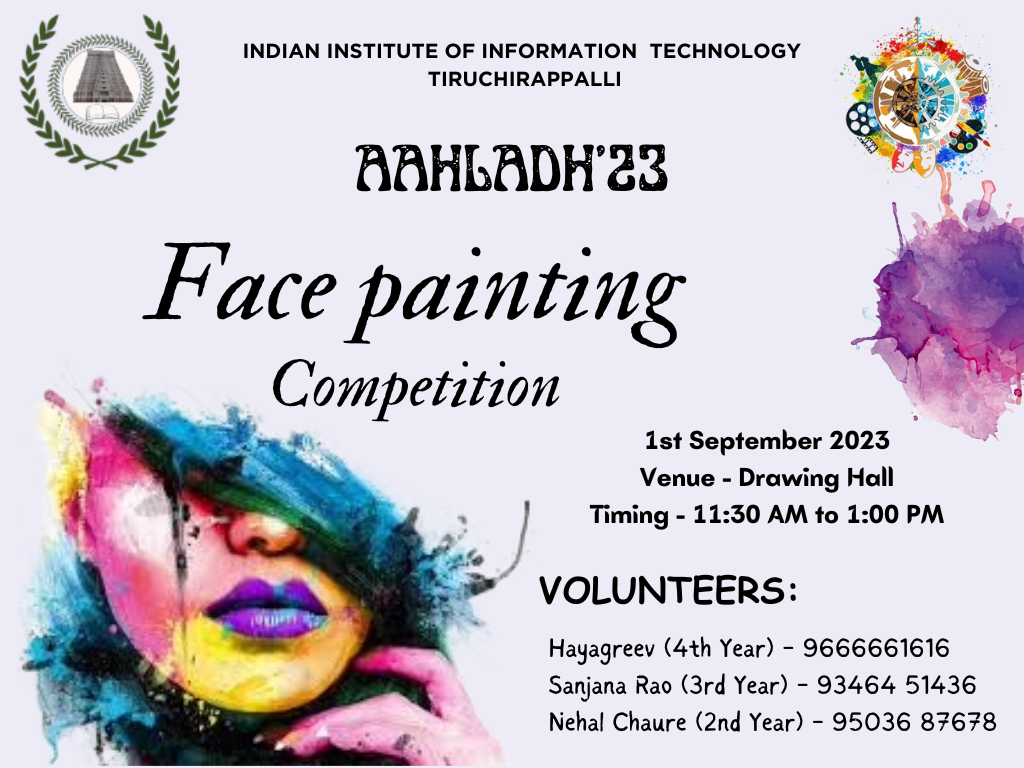 INDIAN INSTITUTE OF INFORMATION TECHNOLOGY
TIRUCHIRAPPALLI
AAHLADH'23
Face painting
Competition
1st September 2023
Venue - Drawing Hall
Timing - 11:30 AM to 1:00 PM
VOLUNTEERS:
Hayagreev (4th Year) - 9666661616
Sanjana Rao (3rd Year) - 93464 51436
Nehal Chaure (2nd Year) - 95036 87678